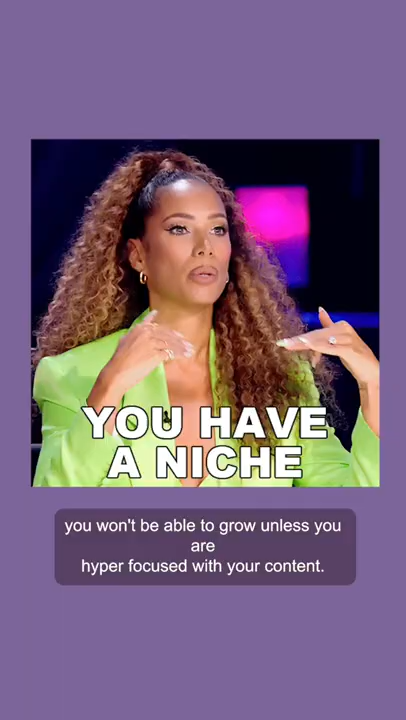 YOU HAVE
A NICHE
you won't be able to grow unless you
are
hyper focused with your content.